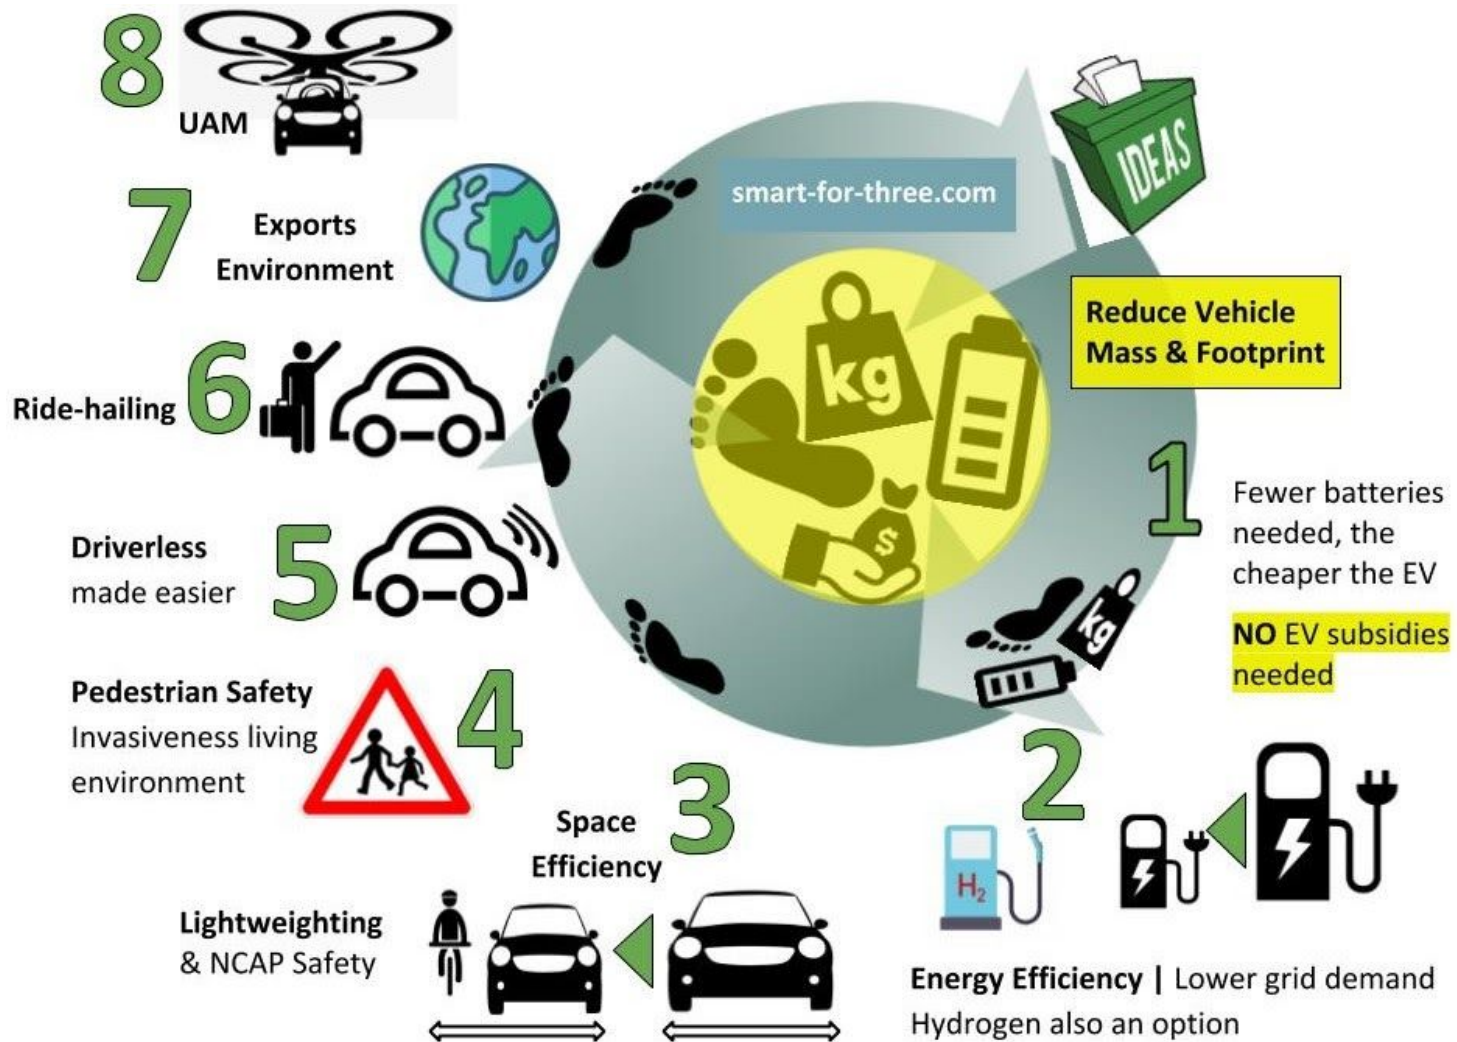 8
UAM
7
Exports
Environment
6
Ride-hailing
5
Driverless
made easier
4
Pedestrian Safety
Invasiveness living
environment
3
Space
Efficiency
Lightweighting
& NCAP Safety
smart-for-three.com
IDEAS
Reduce Vehicle
Mass & Footprint
kg
$
1
Fewer batteries
needed, the
cheaper the EV
NO EV subsidies
needed
kg
2
H₂
Energy Efficiency | Lower grid demand
Hydrogen also an option